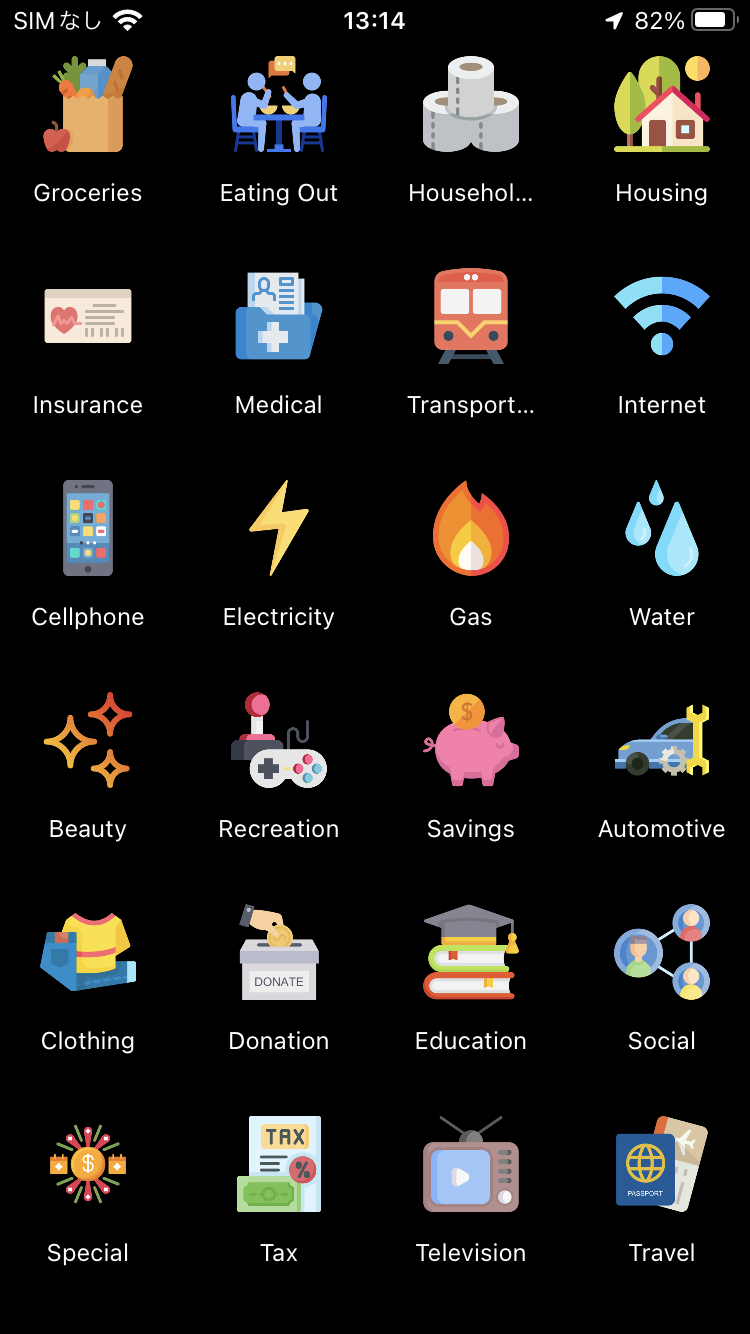 SIMなし 13:14 82%
Groceries Eating Out Househol... Housing
Insurance Medical Transport... Internet
Cellphone Electricity Gas Water
$
Beauty Recreation Savings Automotive
DONATE
Clothing Donation Education Social
$ TAX % PASSPORT
Special Tax Television Travel